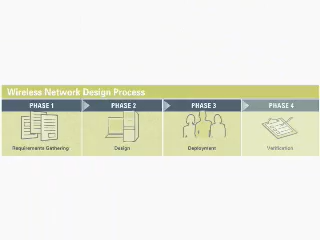 Wireless Network Design Process
PHASE 1
PHASE 2
PHASE 3
PHASE 4
Requirements Gathering
Design
Deployment
Verification